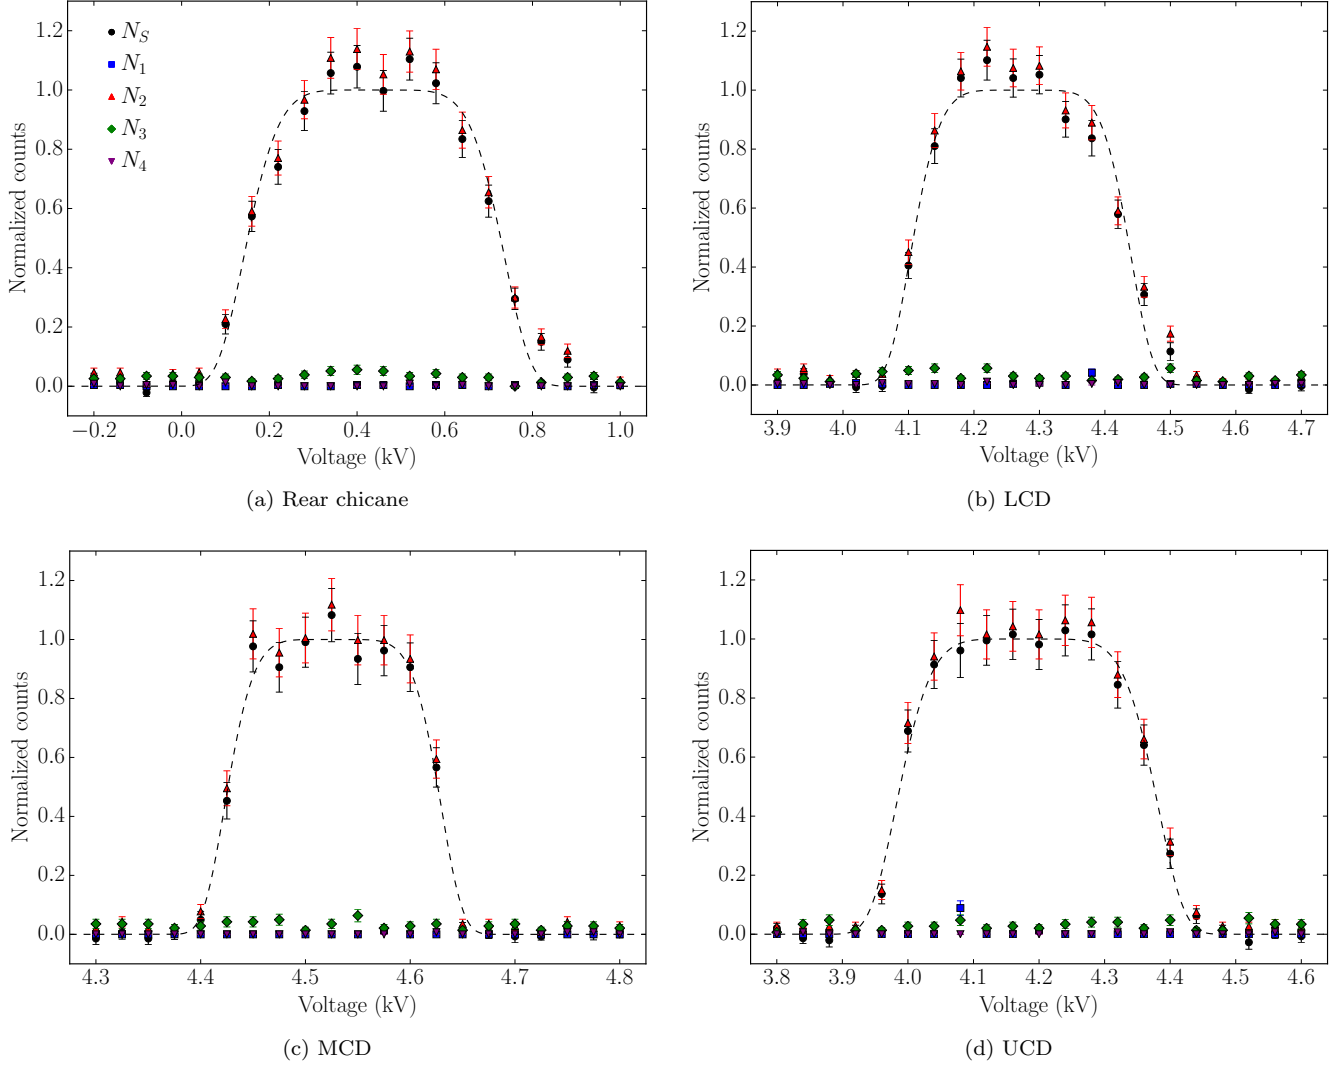 1.2
1.0
0.8
0.6
0.4
0.2
0.0
Normalized counts
N_S
N_1
N_2
N_3
N_4
−0.2 0.0 0.2 0.4 0.6 0.8 1.0
Voltage (kV)
(a) Rear chicane
1.2
1.0
0.8
0.6
0.4
0.2
0.0
Normalized counts
3.9 4.0 4.1 4.2 4.3 4.4 4.5 4.6 4.7
Voltage (kV)
(b) LCD
1.2
1.0
0.8
0.6
0.4
0.2
0.0
Normalized counts
4.3 4.4 4.5 4.6 4.7 4.8
Voltage (kV)
(c) MCD
1.2
1.0
0.8
0.6
0.4
0.2
0.0
Normalized counts
3.8 3.9 4.0 4.1 4.2 4.3 4.4 4.5 4.6
Voltage (kV)
(d) UCD